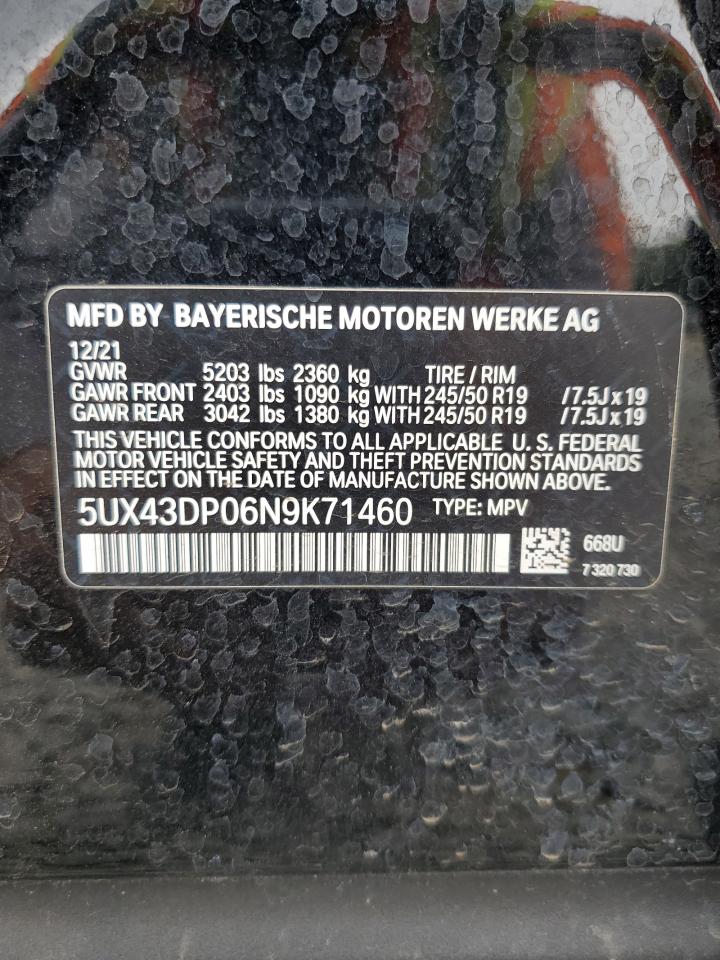 MFD BY BAYERISCHE MOTOREN WERKE AG
12/21
GVWR 5203 lbs 2360 kg TIRE / RIM
GAWR FRONT 2403 lbs 1090 kg WITH 245/50 R19 /7.5J x 19
GAWR REAR 3042 lbs 1380 kg WITH 245/50 R19 /7.5J x 19
THIS VEHICLE CONFORMS TO ALL APPLICABLE U. S. FEDERAL
MOTOR VEHICLE SAFETY AND THEFT PREVENTION STANDARDS
IN EFFECT ON THE DATE OF MANUFACTURE SHOWN ABOVE.
5UX43DP06N9K71460 TYPE: MPV
668U
7 320 730